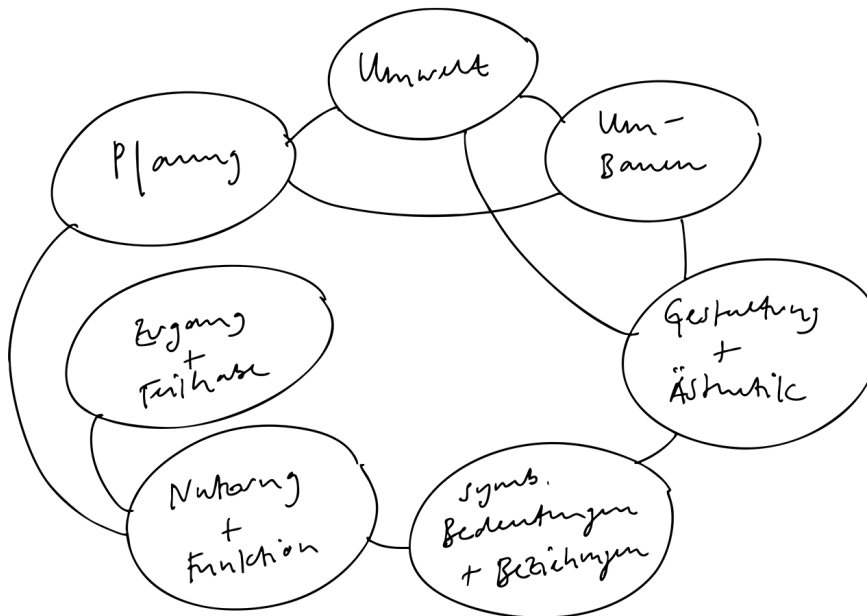 Umwelt
Planung
Um-
Bauen
Zugang
+
Teilhabe
Gestaltung
+
Ästhetik
Nutzung
+
Funktion
symb.
Bedeutungen
+ Beziehungen